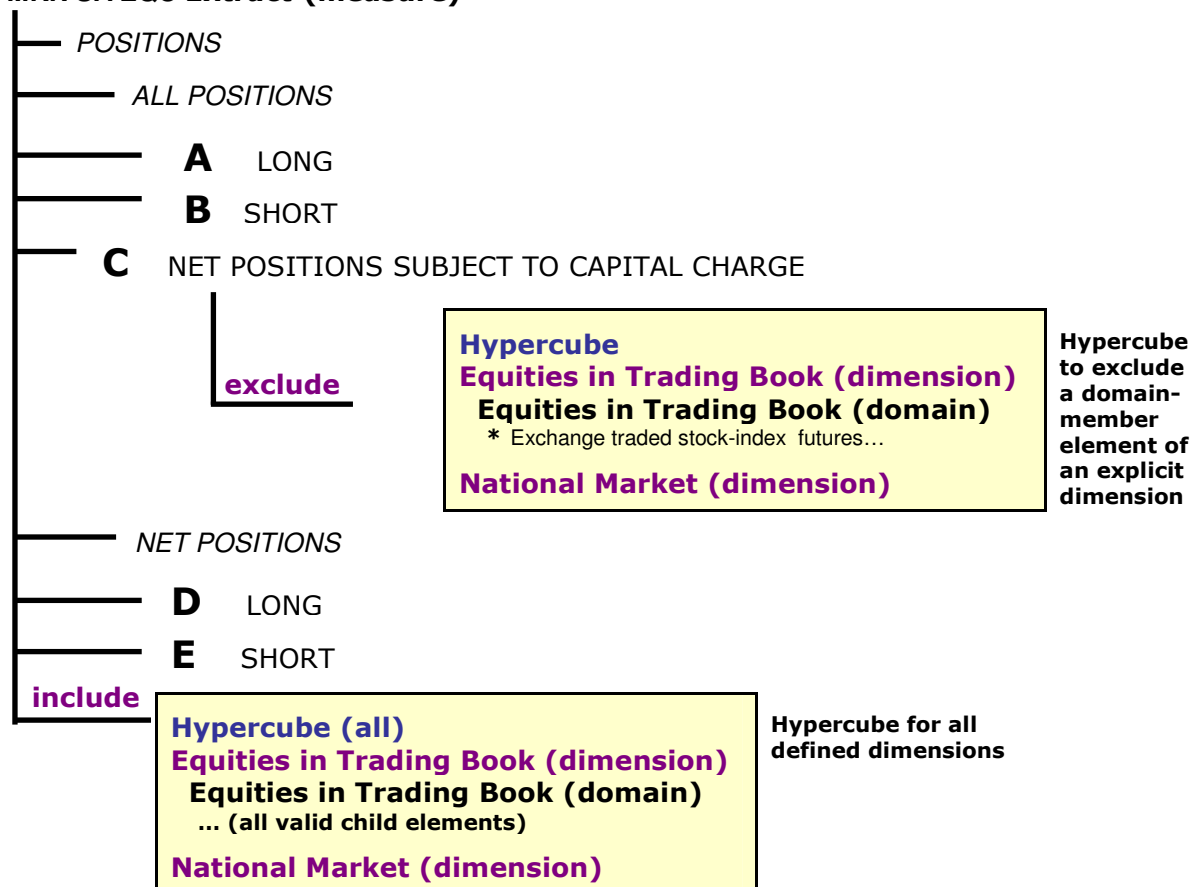 Extract (measure)
POSITIONS
ALL POSITIONS
A LONG
B SHORT
C NET POSITIONS SUBJECT TO CAPITAL CHARGE
exclude
Hypercube
Equities in Trading Book (dimension)
Equities in Trading Book (domain)
* Exchange traded stock-index futures…
National Market (dimension)
Hypercube
to exclude
a domain-
member
element of
an explicit
dimension
NET POSITIONS
D LONG
E SHORT
include
Hypercube (all)
Equities in Trading Book (dimension)
Equities in Trading Book (domain)
... (all valid child elements)
National Market (dimension)
Hypercube for all
defined dimensions